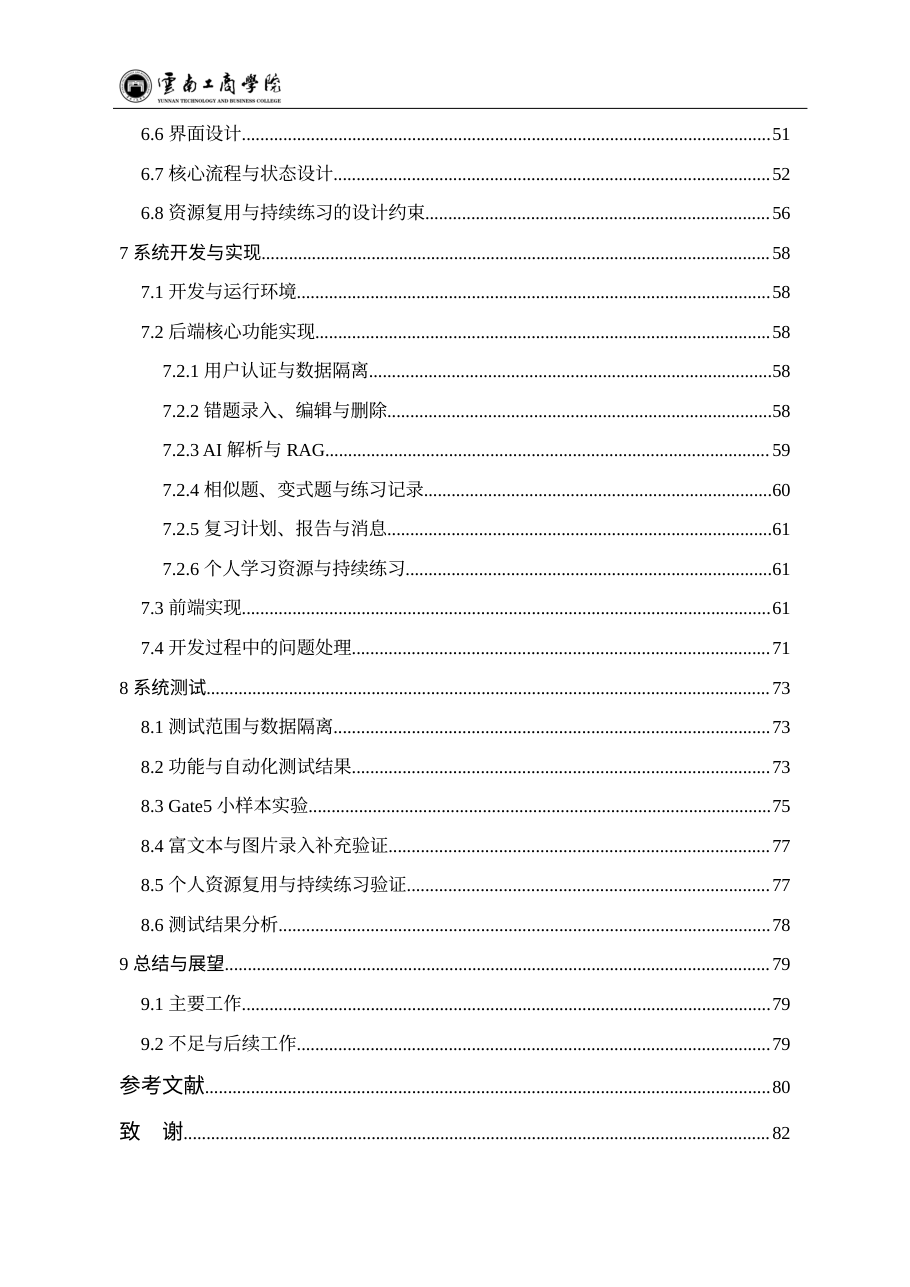 雲南工商學院
YUNNAN TECHNOLOGY AND BUSINESS COLLEGE
6.6 界面设计 51
6.7 核心流程与状态设计 52
6.8 资源复用与持续练习的设计约束 56
7 系统开发与实现 58
7.1 开发与运行环境 58
7.2 后端核心功能实现 58
7.2.1 用户认证与数据隔离 58
7.2.2 错题录入、编辑与删除 58
7.2.3 AI 解析与 RAG 59
7.2.4 相似题、变式题与练习记录 60
7.2.5 复习计划、报告与消息 61
7.2.6 个人学习资源与持续练习 61
7.3 前端实现 61
7.4 开发过程中的问题处理 71
8 系统测试 73
8.1 测试范围与数据隔离 73
8.2 功能与自动化测试结果 73
8.3 Gate5 小样本实验 75
8.4 富文本与图片录入补充验证 77
8.5 个人资源复用与持续练习验证 77
8.6 测试结果分析 78
9 总结与展望 79
9.1 主要工作 79
9.2 不足与后续工作 79
参考文献 80
致 谢 82